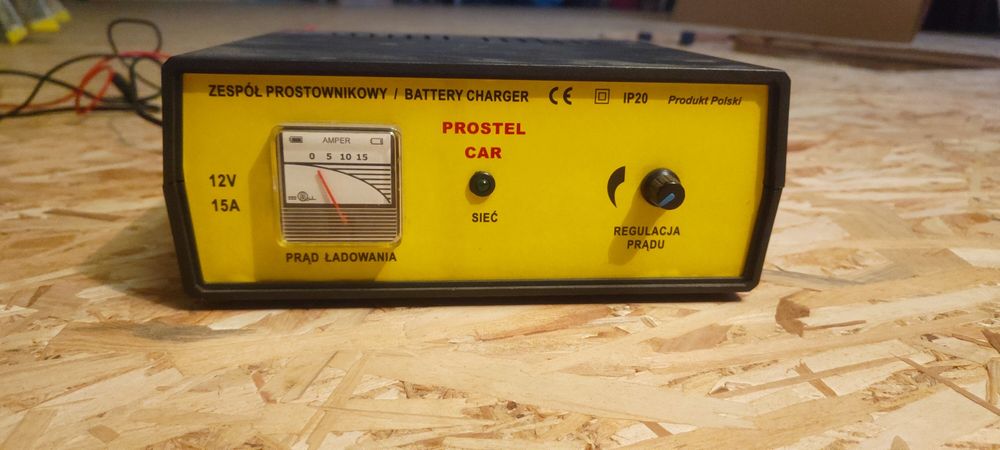 ZESPÓŁ PROSTOWNIKOWY / BATTERY CHARGER CE IP20 Produkt Polski
PROSTEL
CAR
AMPER
0 5 10 15
12V
15A
SIEĆ
REGULACJA
PRĄDU
PRĄD ŁADOWANIA